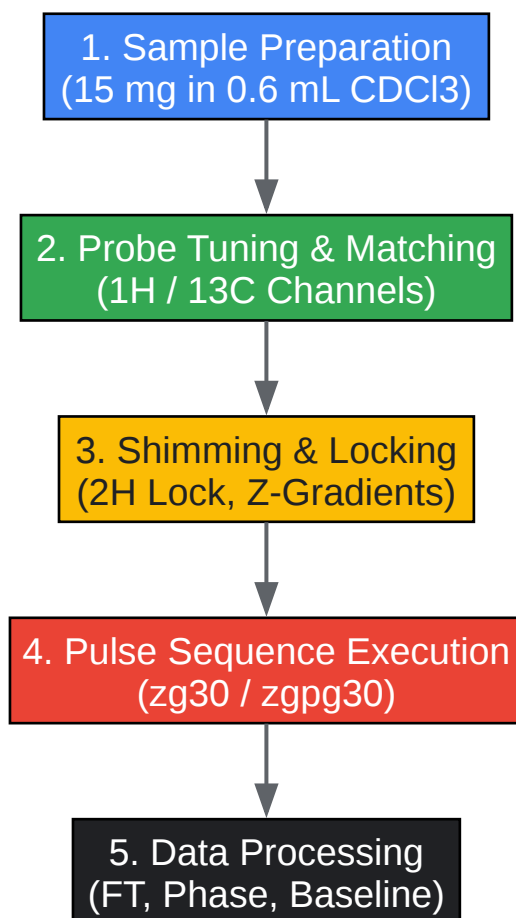 1. Sample Preparation
(15 mg in 0.6 mL CDCl3)
2. Probe Tuning & Matching
(1H / 13C Channels)
3. Shimming & Locking
(2H Lock, Z-Gradients)
4. Pulse Sequence Execution
(zg30 / zgpg30)
5. Data Processing
(FT, Phase, Baseline)